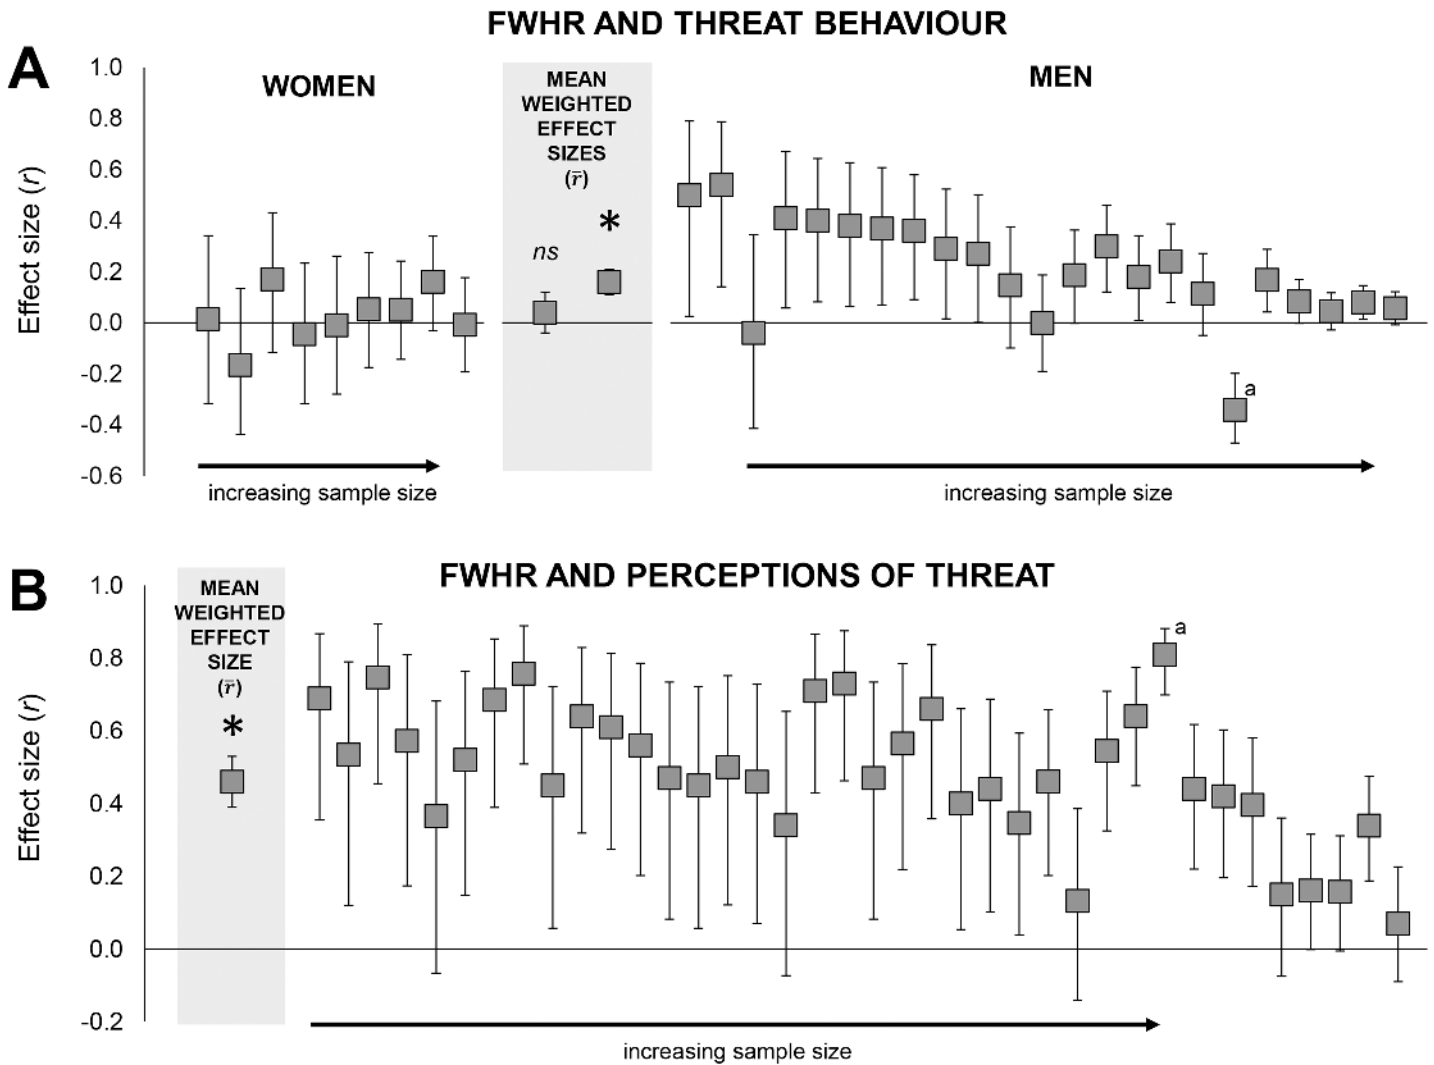 FWHR AND THREAT BEHAVIOUR
A
WOMEN
MEAN
WEIGHTED
EFFECT
SIZES
(r̅)
MEN
Effect size (r)
1.0
0.8
0.6
0.4
0.2
0.0
-0.2
-0.4
-0.6
ns
*
a
increasing sample size
increasing sample size
B
FWHR AND PERCEPTIONS OF THREAT
MEAN
WEIGHTED
EFFECT
SIZE
(r̅)
*
Effect size (r)
1.0
0.8
0.6
0.4
0.2
0.0
-0.2
a
increasing sample size